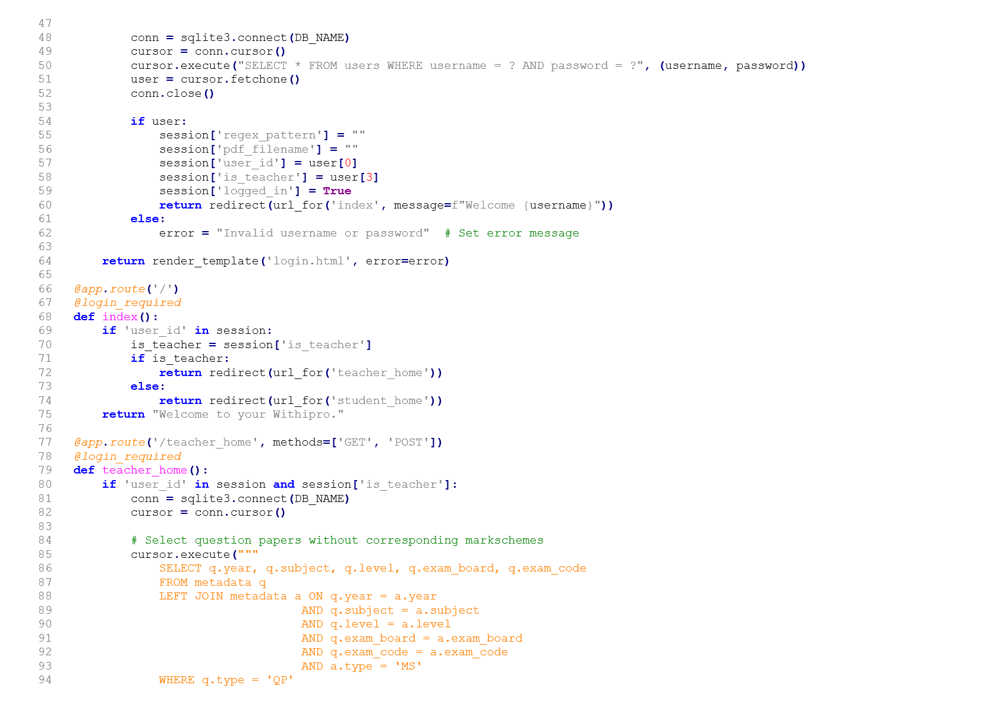 47
48 conn = sqlite3.connect(DB_NAME)
49 cursor = conn.cursor()
50 cursor.execute("SELECT * FROM users WHERE username = ? AND password = ?", (username, password))
51 user = cursor.fetchone()
52 conn.close()
53
54 if user:
55 session['regex_pattern'] = ""
56 session['pdf_filename'] = ""
57 session['user_id'] = user[0]
58 session['is_teacher'] = user[3]
59 session['logged_in'] = True
60 return redirect(url_for('index', message=f"Welcome {username}"))
61 else:
62 error = "Invalid username or password"  # Set error message
63
64 return render_template('login.html', error=error)
65
66 @app.route('/')
67 @login_required
68 def index():
69 if 'user_id' in session:
70 is_teacher = session['is_teacher']
71 if is_teacher:
72 return redirect(url_for('teacher_home'))
73 else:
74 return redirect(url_for('student_home'))
75 return "Welcome to your Withipro."
76
77 @app.route('/teacher_home', methods=['GET', 'POST'])
78 @login_required
79 def teacher_home():
80 if 'user_id' in session and session['is_teacher']:
81 conn = sqlite3.connect(DB_NAME)
82 cursor = conn.cursor()
83
84 # Select question papers without corresponding markschemes
85 cursor.execute("""
86 SELECT q.year, q.subject, q.level, q.exam_board, q.exam_code
87 FROM metadata q
88 LEFT JOIN metadata a ON q.year = a.year
89 AND q.subject = a.subject
90 AND q.level = a.level
91 AND q.exam_board = a.exam_board
92 AND q.exam_code = a.exam_code
93 AND a.type = 'MS'
94 WHERE q.type = 'QP'